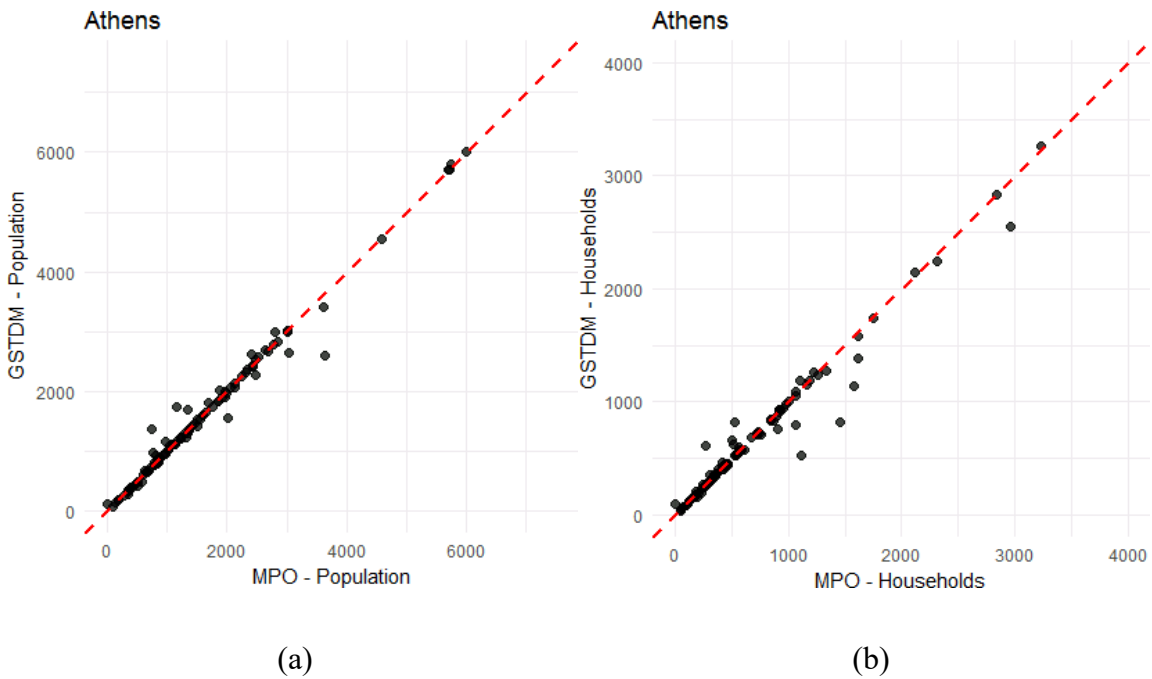 Athens
GSTDM - Population
6000
4000
2000
0
0 2000 4000 6000
MPO - Population
(a)
Athens
GSTDM - Households
4000
3000
2000
1000
0
0 1000 2000 3000 4000
MPO - Households
(b)